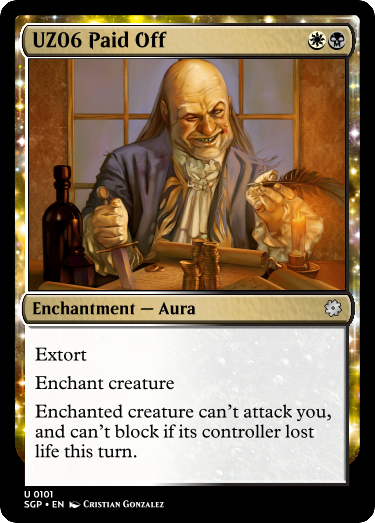 UZ06 Paid Off
Enchantment — Aura
Extort
Enchant creature
Enchanted creature can't attack you,
and can't block if its controller lost
life this turn.
U 0101
SGP • EN Cristian Gonzalez